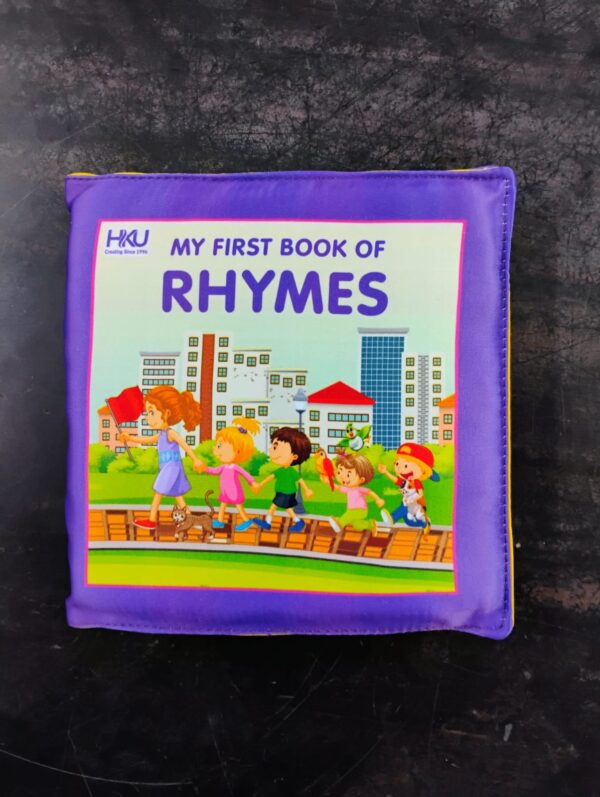 HKU
Creating Since 1996
MY FIRST BOOK OF
RHYMES